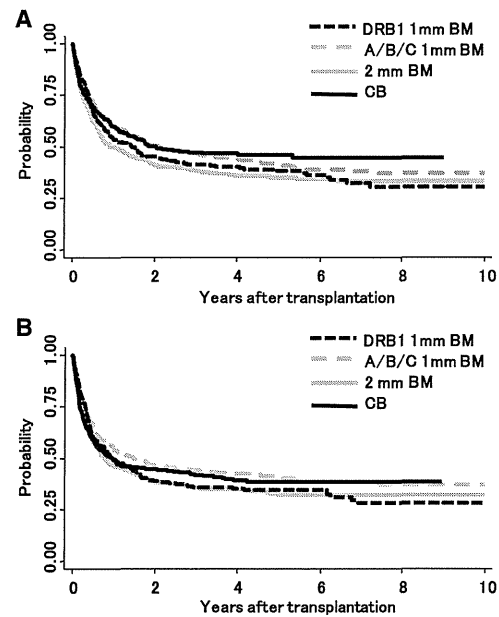 A
DRB1 1mm BM
A/B/C 1mm BM
2 mm BM
CB
Probability
1.00
0.75
0.50
0.25
0.00
0 2 4 6 8 10
Years after transplantation
B
DRB1 1mm BM
A/B/C 1mm BM
2 mm BM
CB
Probability
1.00
0.75
0.50
0.25
0.00
0 2 4 6 8 10
Years after transplantation